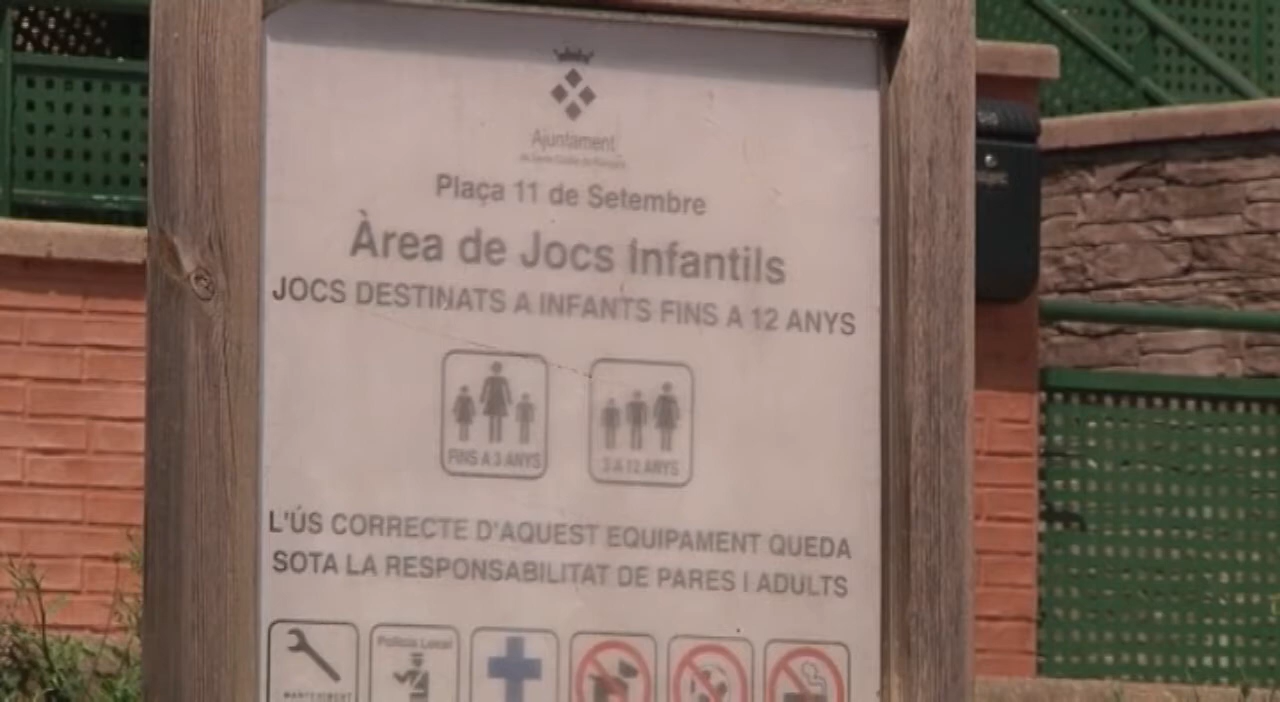 Ajuntament
Plaça 11 de Setembre
Àrea de Jocs Infantils
JOCS DESTINATS A INFANTS FINS A 12 ANYS
FINS A 3 ANYS
3 A 12 ANYS
L'ÚS CORRECTE D'AQUEST EQUIPAMENT QUEDA
SOTA LA RESPONSABILITAT DE PARES I ADULTS
Policia Local
MANTENIMENT